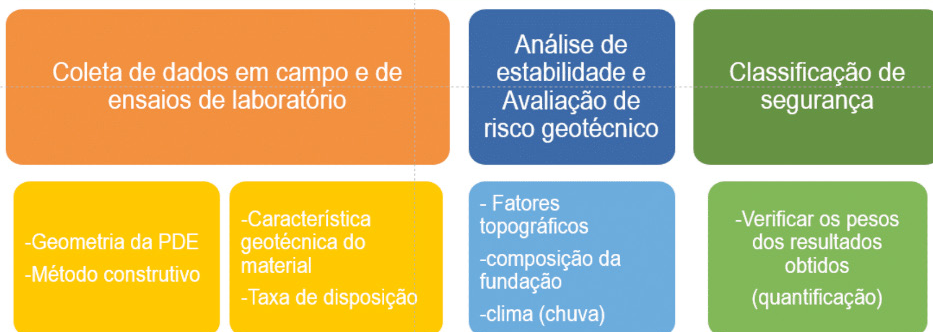 Coleta de dados em campo e de
ensaios de laboratório
Análise de
estabilidade e
Avaliação de
risco geotécnico
Classificação de
segurança
-Geometria da PDE
-Método construtivo
-Característica
geotécnica do
material
-Taxa de disposição
- Fatores
topográficos
-composição da
fundação
-clima (chuva)
-Verificar os pesos
dos resultados
obtidos
(quantificação)